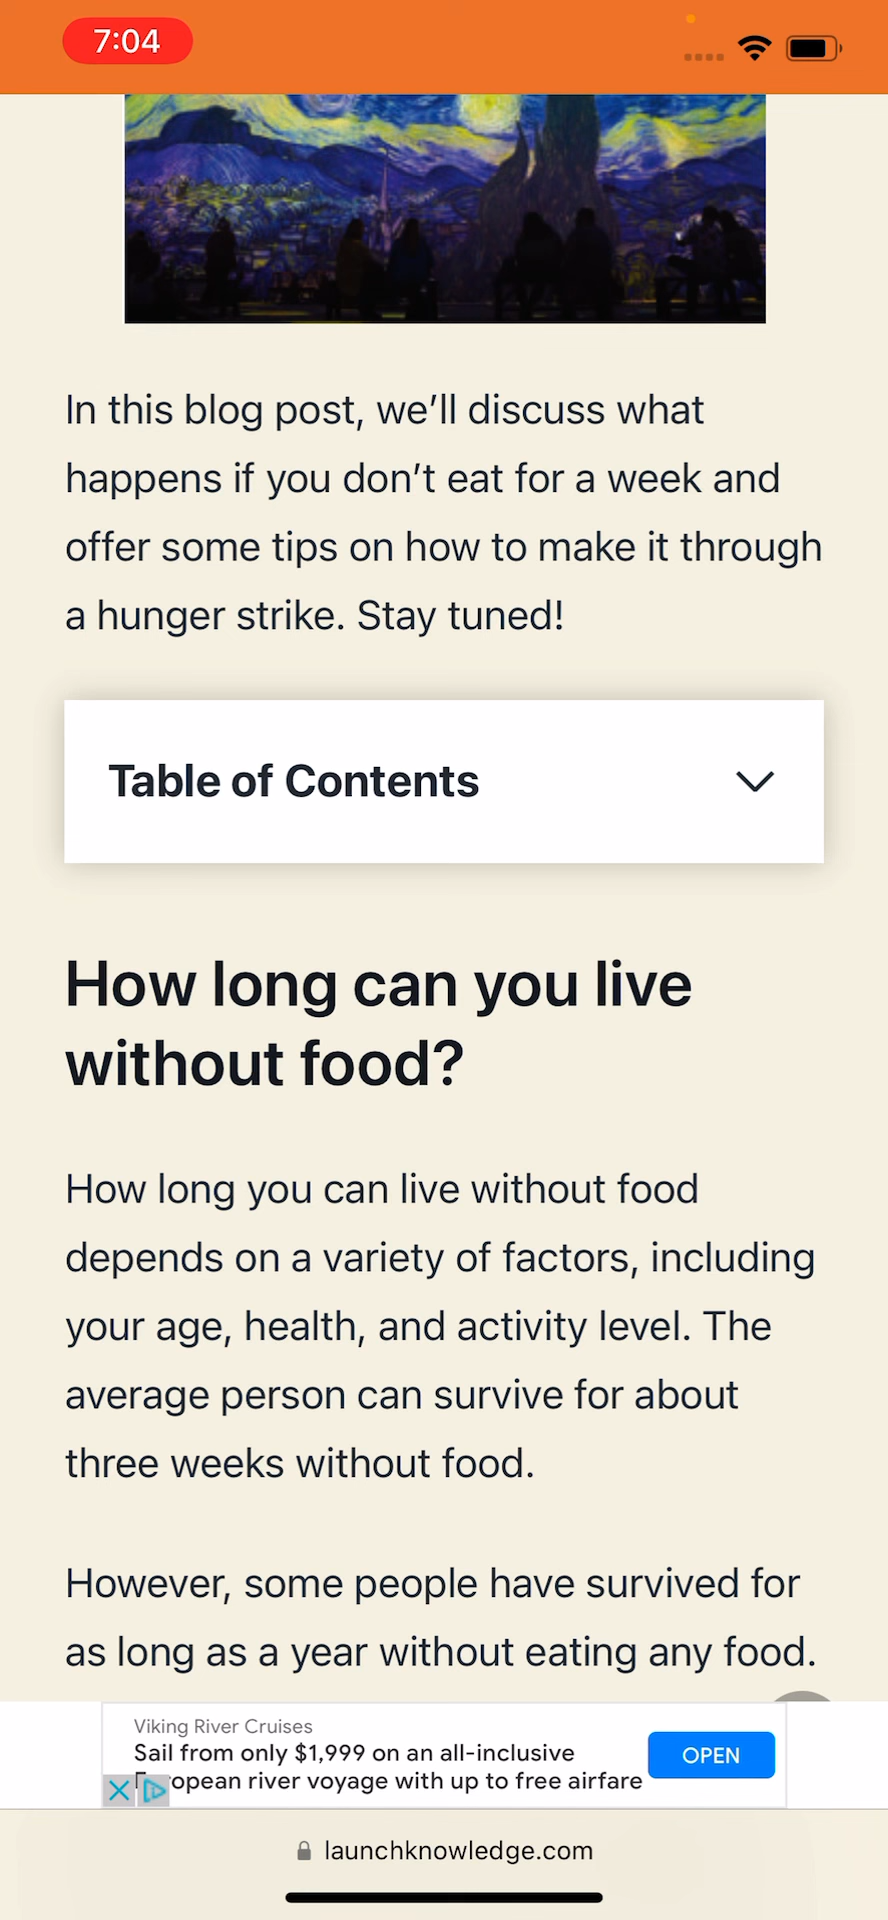 7:04
In this blog post, we’ll discuss what
happens if you don’t eat for a week and
offer some tips on how to make it through
a hunger strike. Stay tuned!
Table of Contents
How long can you live
without food?
How long you can live without food
depends on a variety of factors, including
your age, health, and activity level. The
average person can survive for about
three weeks without food.
However, some people have survived for
as long as a year without eating any food.
Viking River Cruises
Sail from only $1,999 on an all-inclusive
river voyage with up to free airfare
OPEN
launchknowledge.com